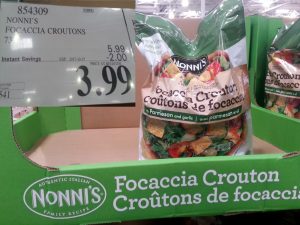 854309
NONNI'S
FOCACCIA CROUTONS
5.99
Instant Savings
2.00
3.99
NONNI'S
Focaccia Crouton
Croûtons de focaccia
Parmesan and garlic
AUTHENTIC ITALIAN
NONNI'S
FAMILY RECIPE
Focaccia Crouton
Croûtons de focaccia